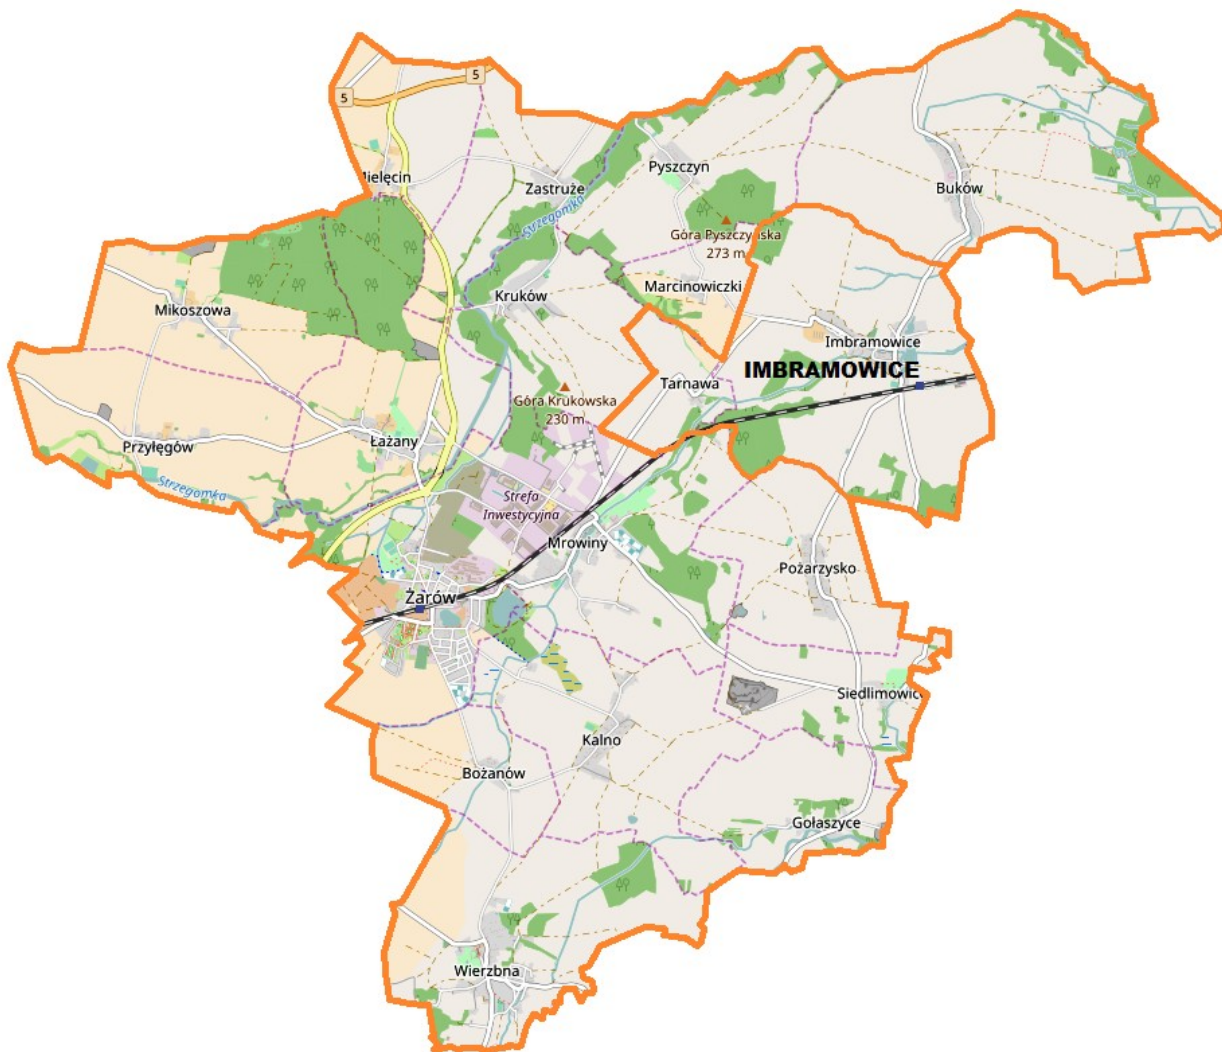 5
5
Mielęcin
Zastruże
Pyszczyn
Buków
Strzegomka
Góra Pyszczyńska
273 m
Marcinowiczki
Mikoszowa
Kruków
Imbramowice
IMBRAMOWICE
Tarnawa
Góra Krukowska
230 m
Przyłęgów
Łażany
Strzegomka
Strefa
Inwestycyjna
Mrowiny
Pożarzysko
Żarów
Siedlimowice
Kalno
Bożanów
Gołaszyce
Wierzbna